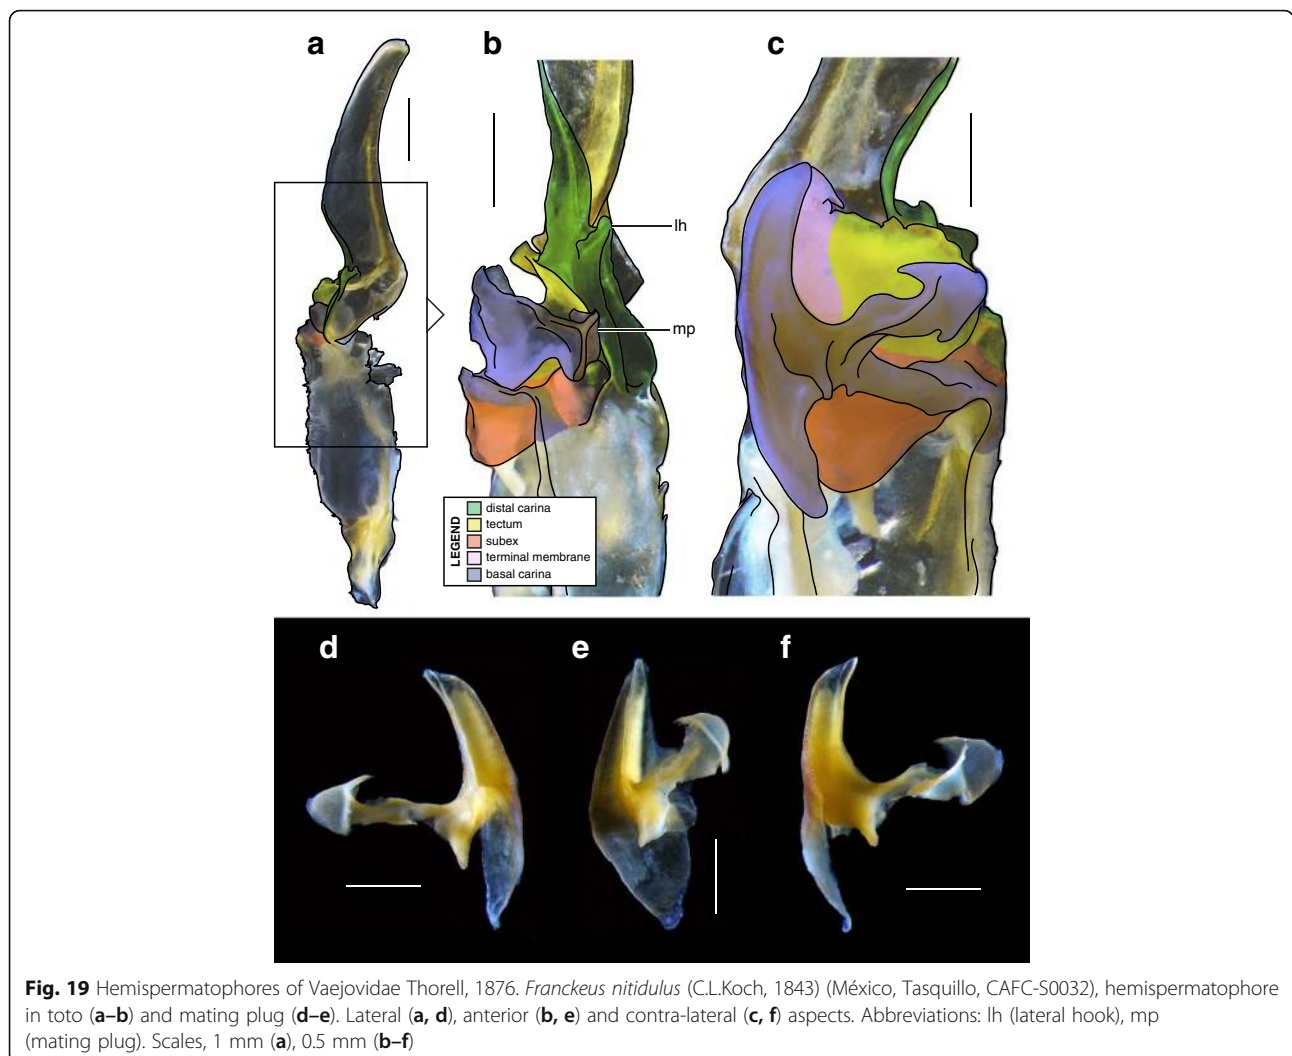 a
b
c
lh
mp
LEGEND
distal carina
tectum
subex
terminal membrane
basal carina
d
e
f
Fig. 19 Hemispermatophores of Vaejovidae Thorell, 1876. Franckeus nitidulus (C.L.Koch, 1843) (México, Tasquillo, CAFC-S0032), hemispermatophore
in toto (a–b) and mating plug (d–e). Lateral (a, d), anterior (b, e) and contra-lateral (c, f) aspects. Abbreviations: lh (lateral hook), mp
(mating plug). Scales, 1 mm (a), 0.5 mm (b–f)